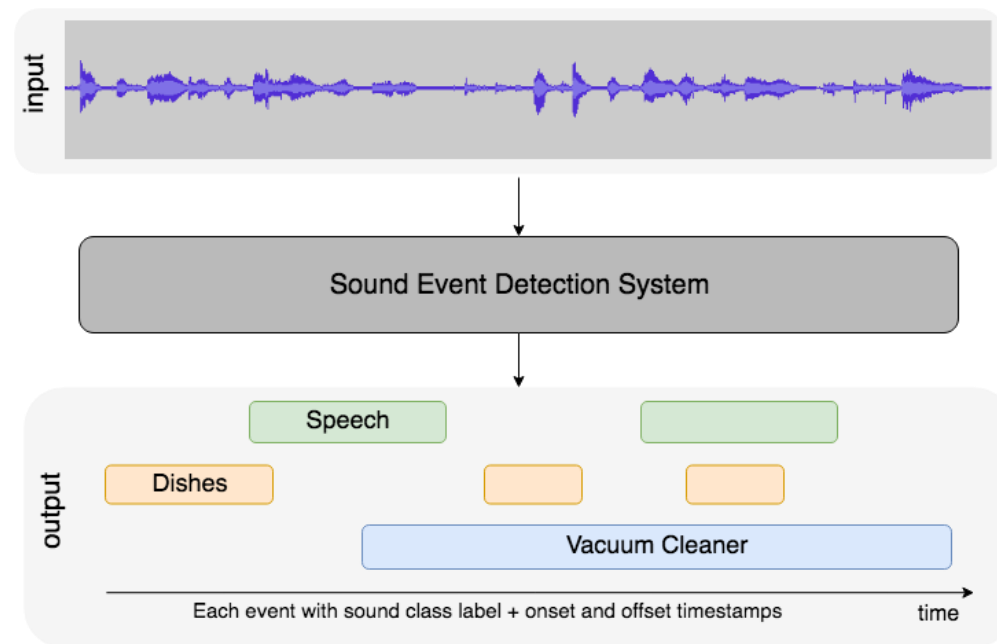 input
Sound Event Detection System
output
Speech
Dishes
Vacuum Cleaner
Each event with sound class label + onset and offset timestamps
time